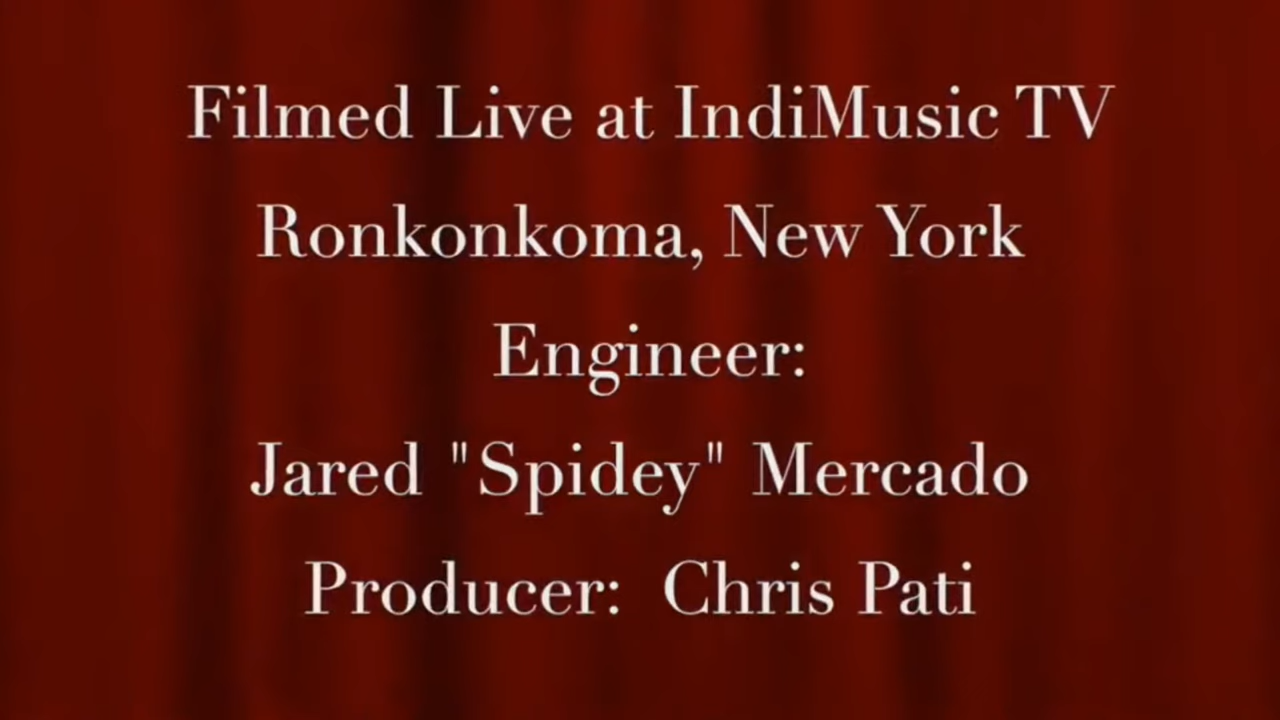 Filmed Live at IndiMusic TV
Ronkonkoma, New York
Engineer:
Jared "Spidey" Mercado
Producer: Chris Pati